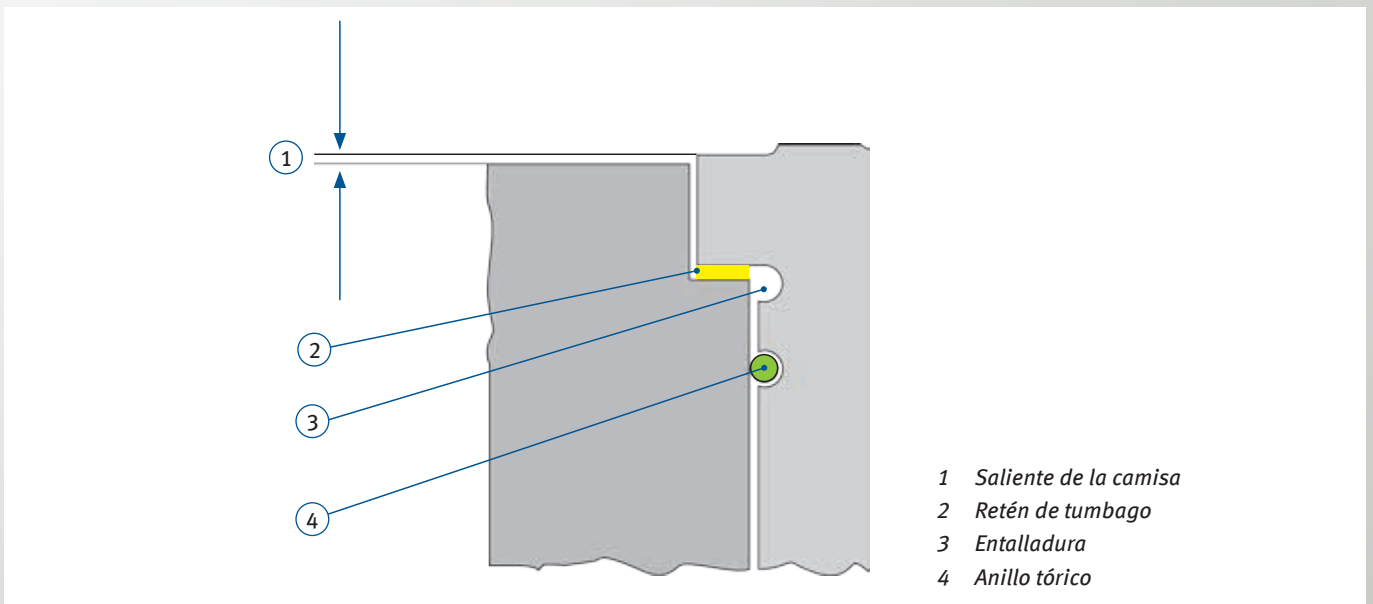 1
2
3
4
1 Saliente de la camisa
2 Retén de tumbago
3 Entalladura
4 Anillo tórico